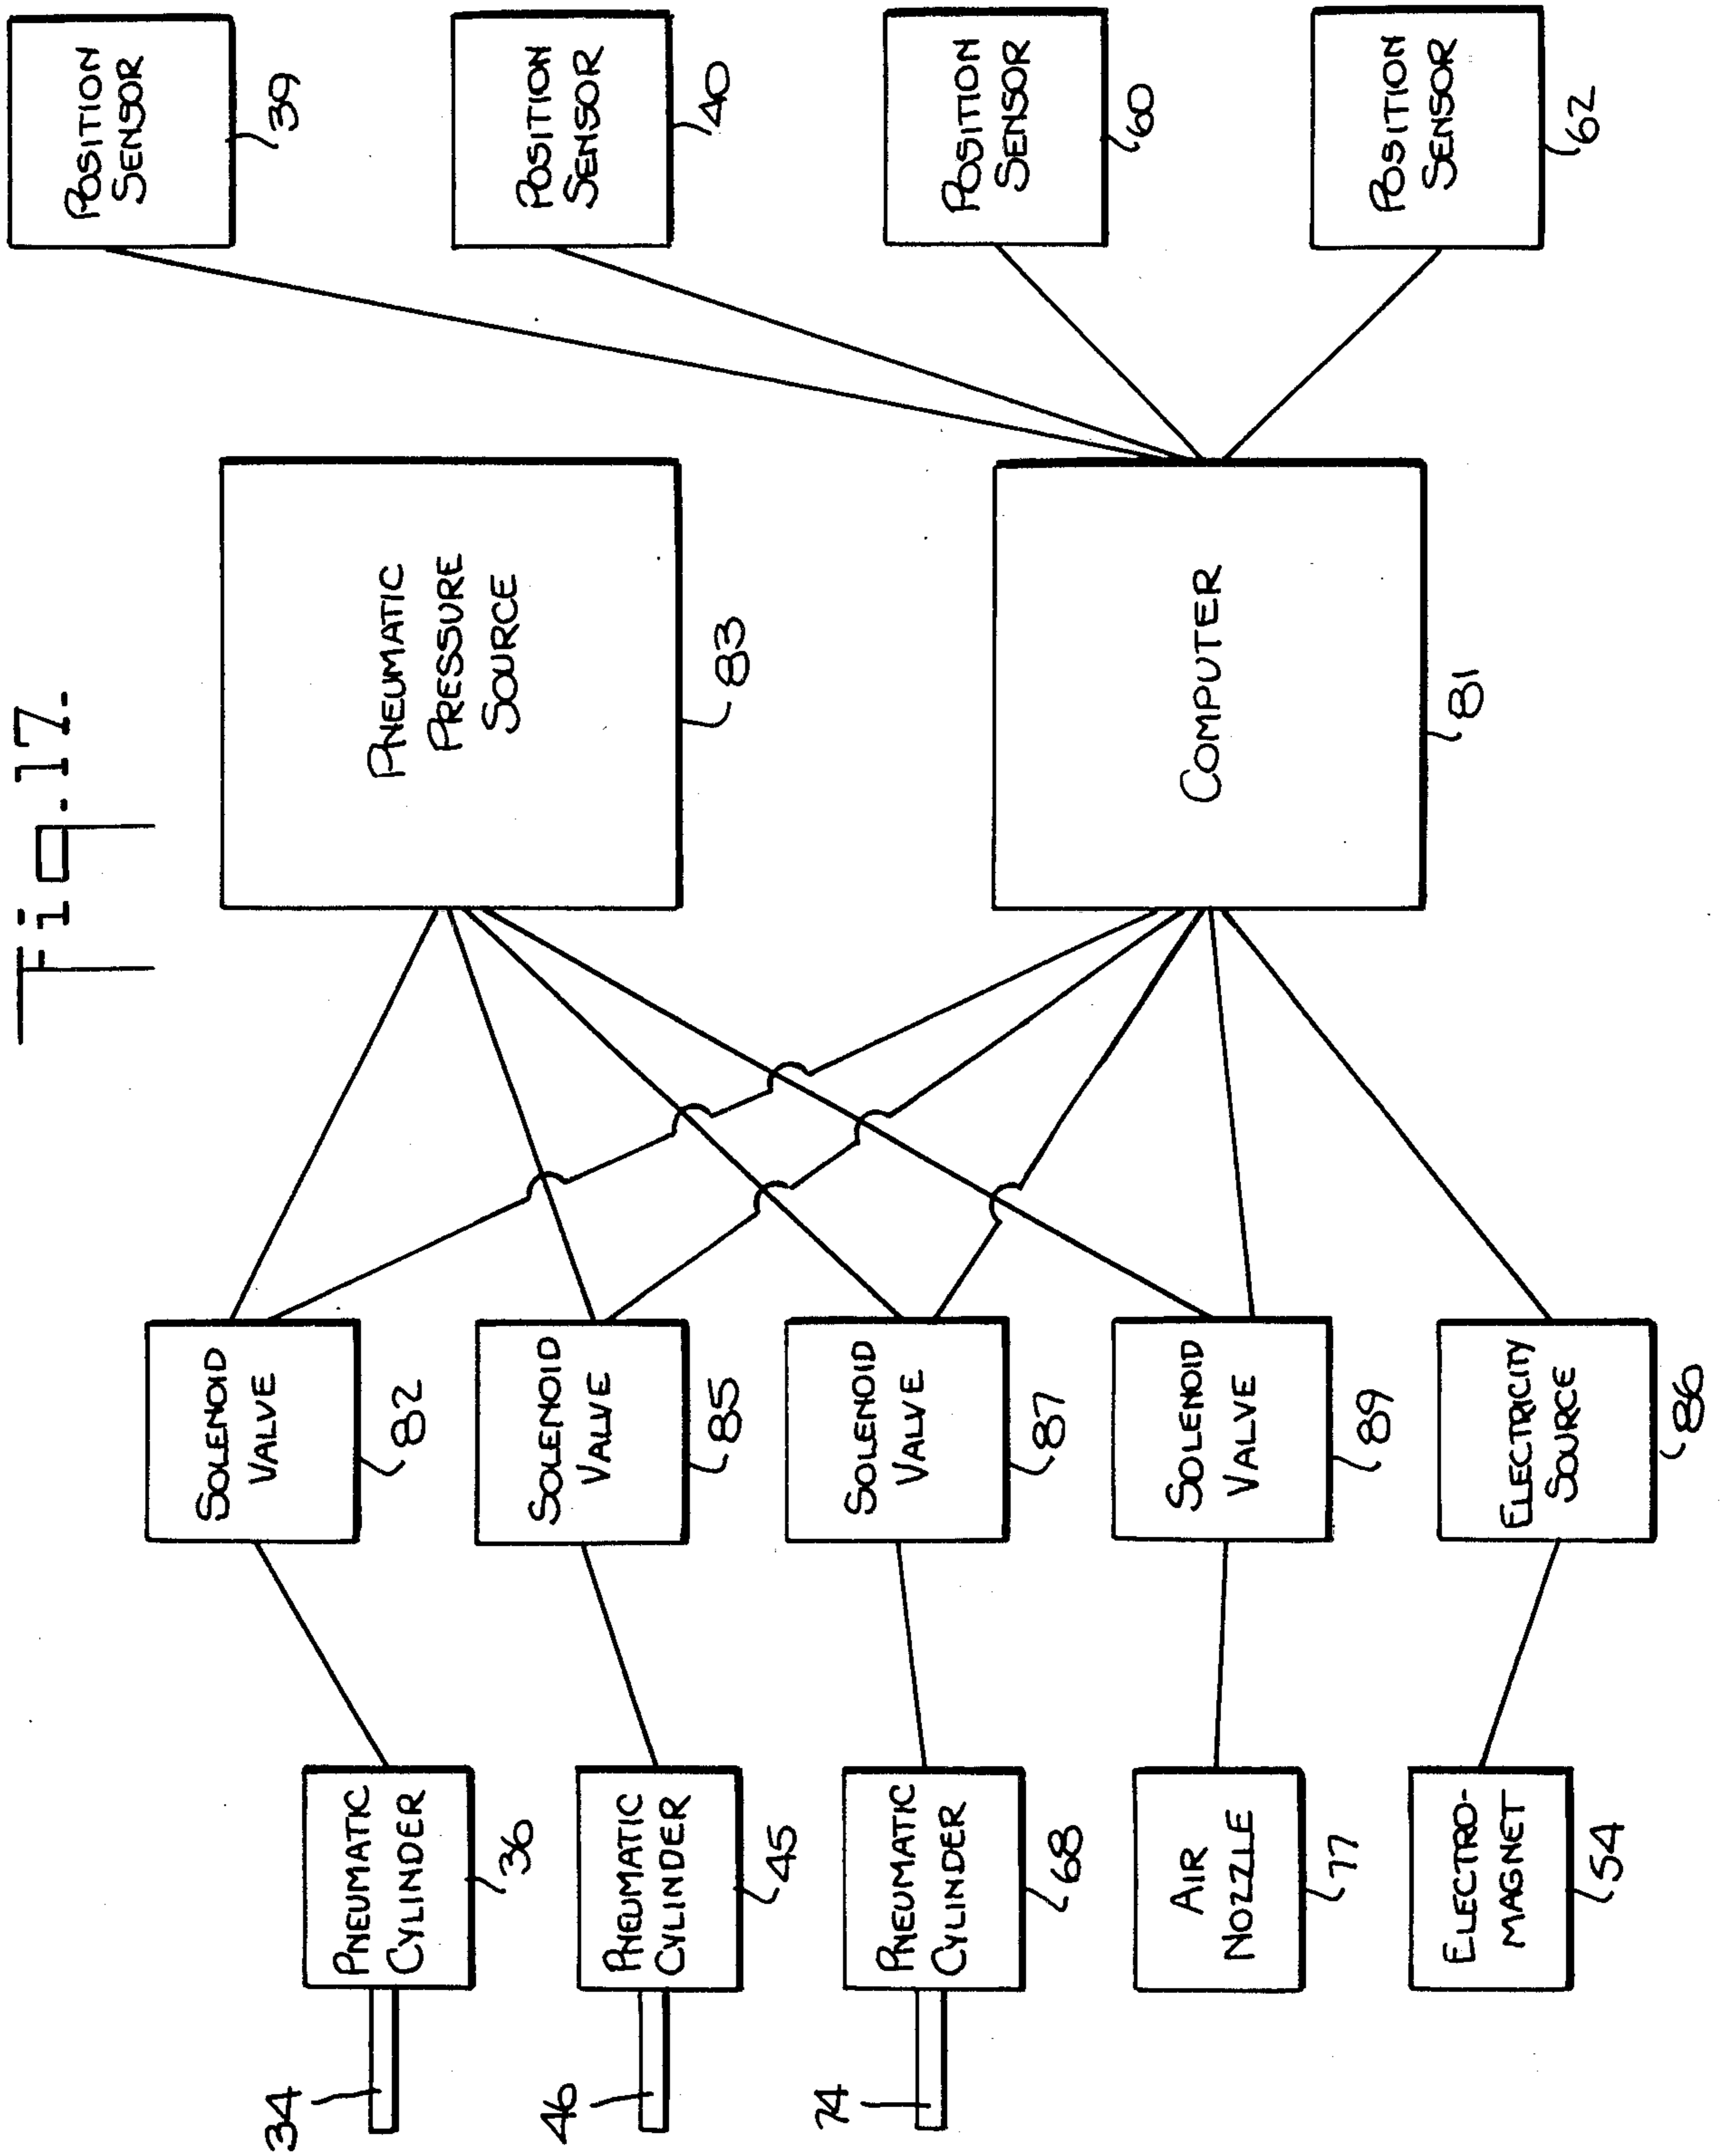 Fig.17.
POSITION
SENSOR
39
POSITION
SENSOR
40
POSITION
SENSOR
60
POSITION
SENSOR
62
PNEUMATIC
PRESSURE
SOURCE
83
COMPUTER
81
SOLENOID
VALVE
82
SOLENOID
VALVE
85
SOLENOID
VALVE
87
SOLENOID
VALVE
89
ELECTRICITY
SOURCE
86
PNEUMATIC
CYLINDER
36
PNEUMATIC
CYLINDER
45
PNEUMATIC
CYLINDER
68
AIR
NOZZLE
77
ELECTRO-
MAGNET
54
34
46
74